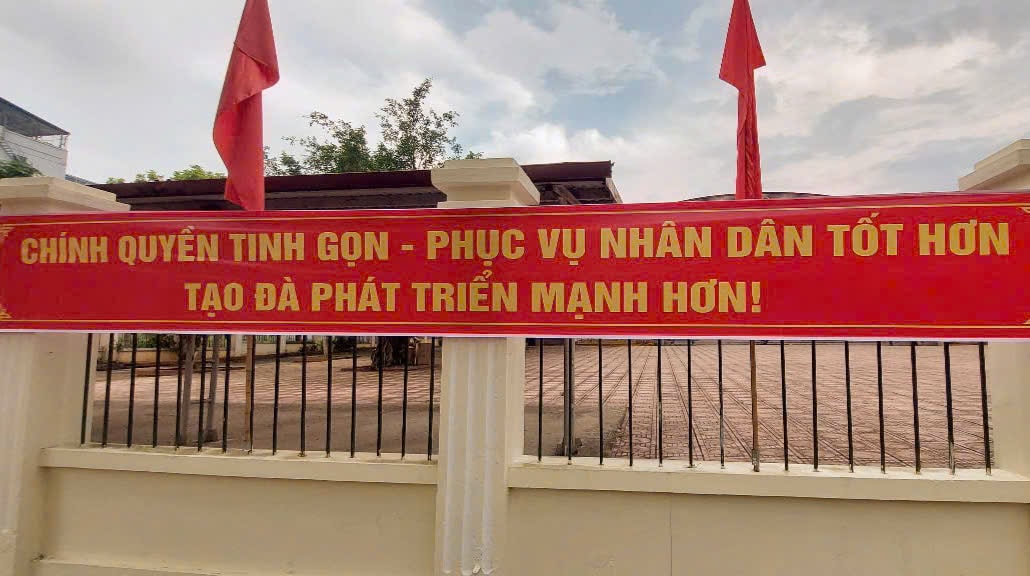 CHÍNH QUYỀN TINH GỌN - PHỤC VỤ NHÂN DÂN TỐT HƠN
TẠO ĐÀ PHÁT TRIỂN MẠNH HƠN!